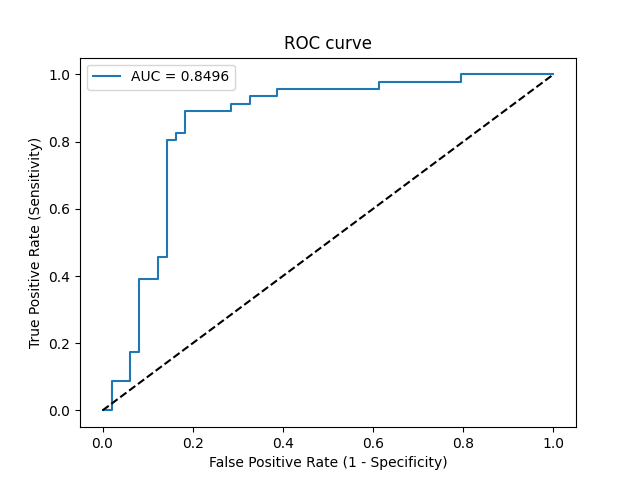 ROC curve
AUC = 0.8496
True Positive Rate (Sensitivity)
1.0
0.8
0.6
0.4
0.2
0.0
0.0 0.2 0.4 0.6 0.8 1.0
False Positive Rate (1 - Specificity)